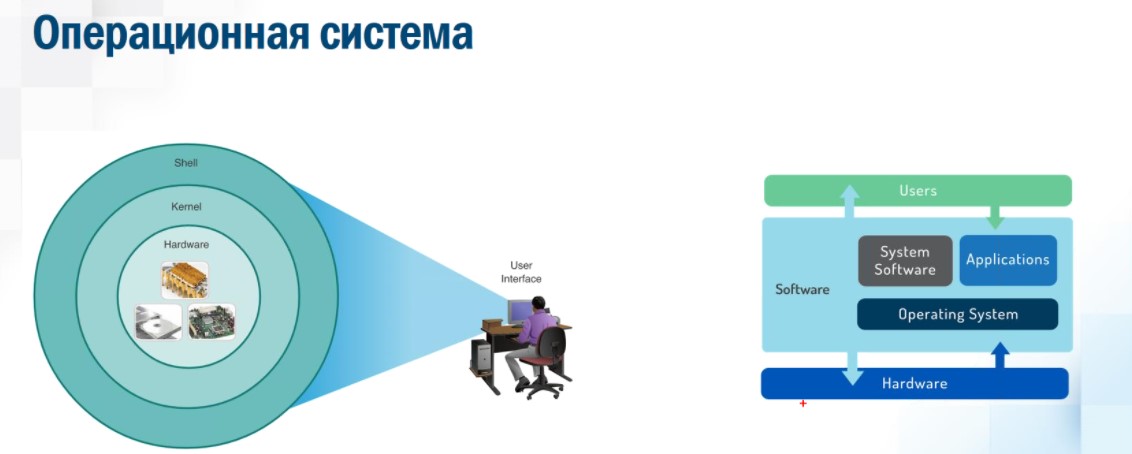 Операционная система
Shell
Kernel
Hardware
User
Interface
Users
System
Software
Applications
Software
Operating System
Hardware